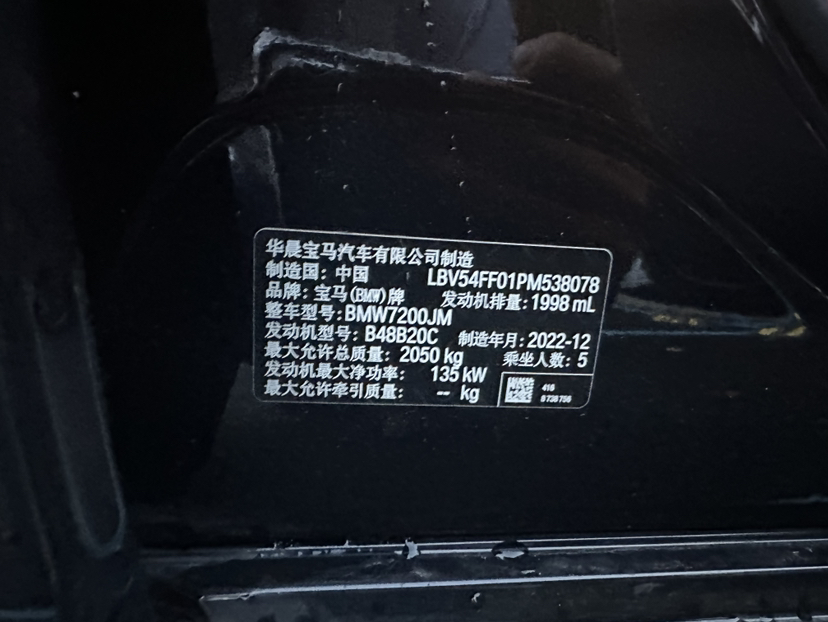 华晨宝马汽车有限公司制造
制造国：中国 LBV54FF01PM538078
品牌：宝马(BMW)牌 发动机排量：1998 mL
整车型号：BMW7200JM
发动机型号：B48B20C 制造年月：2022-12
最大允许总质量：2050 kg 乘坐人数：5
发动机最大净功率： 135 kW
最大允许牵引质量： -- kg
416
8738756